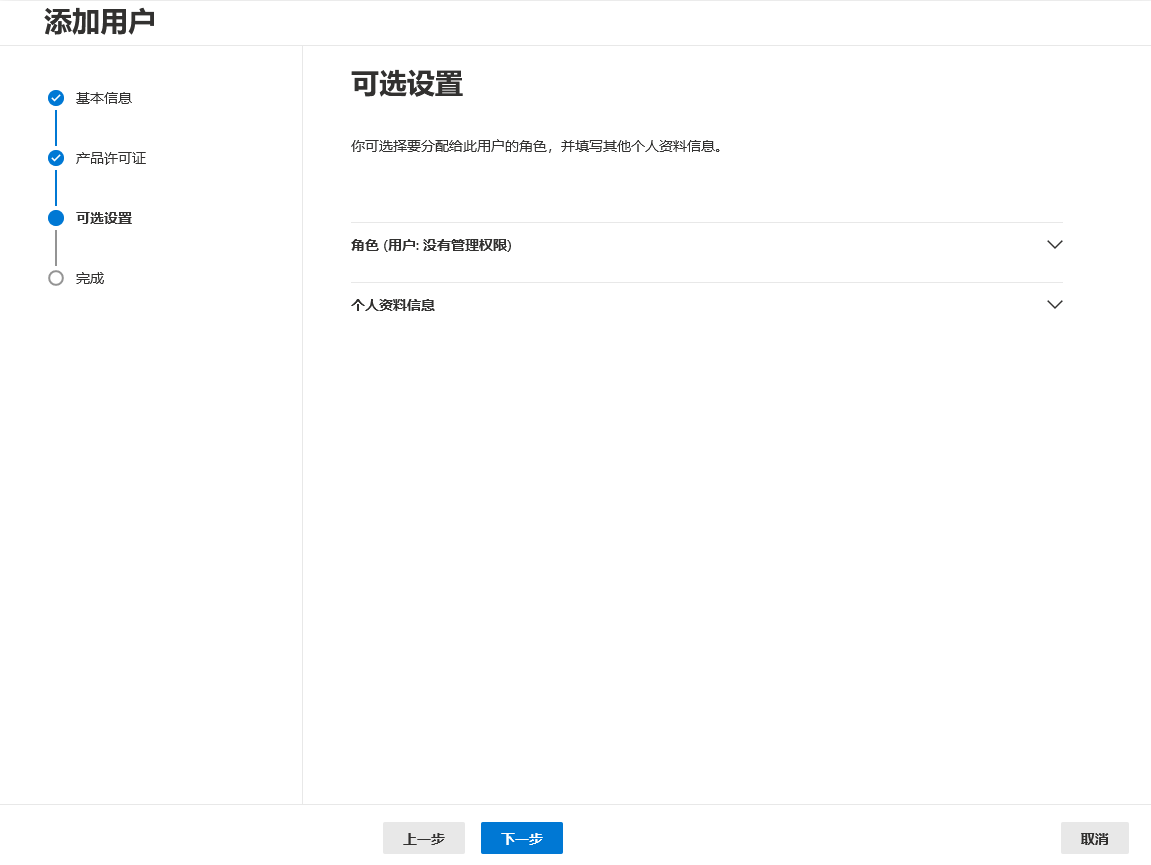 添加用户
基本信息
产品许可证
可选设置
完成
可选设置
你可选择要分配给此用户的角色，并填写其他个人资料信息。
角色 (用户: 没有管理权限)
个人资料信息
上一步
下一步
取消